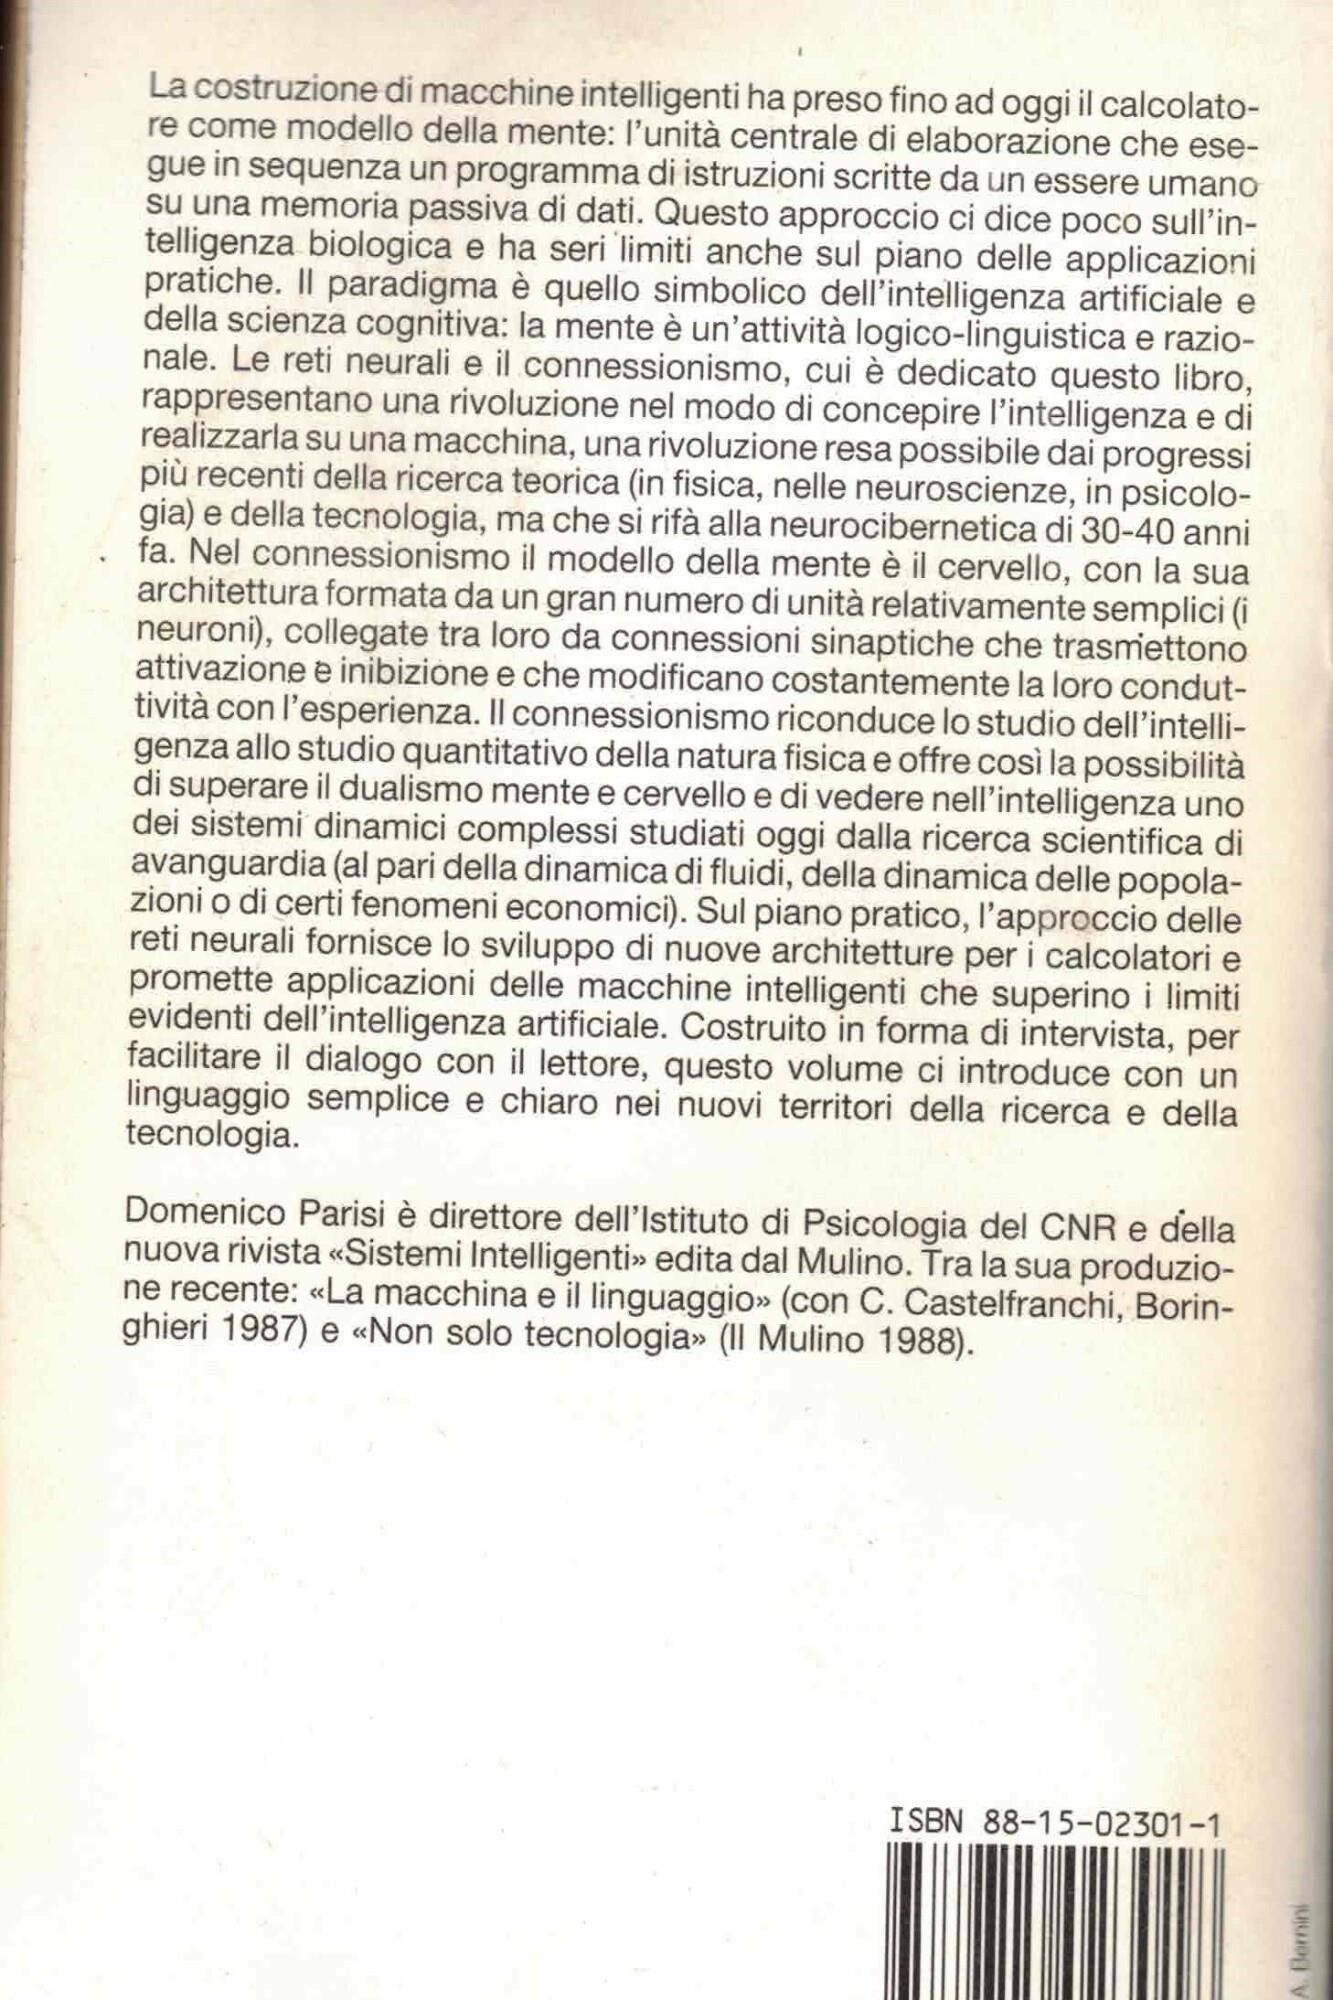 La costruzione di macchine intelligenti ha preso fino ad oggi il calcolato-
re come modello della mente: l'unità centrale di elaborazione che ese-
gue in sequenza un programma di istruzioni scritte da un essere umano
su una memoria passiva di dati. Questo approccio ci dice poco sull'in-
telligenza biologica e ha seri limiti anche sul piano delle applicazioni
pratiche. Il paradigma è quello simbolico dell'intelligenza artificiale e
della scienza cognitiva: la mente è un'attività logico-linguistica e razio-
nale. Le reti neurali e il connessionismo, cui è dedicato questo libro,
rappresentano una rivoluzione nel modo di concepire l'intelligenza e di
realizzarla su una macchina, una rivoluzione resa possibile dai progressi
più recenti della ricerca teorica (in fisica, nelle neuroscienze, in psicolo-
gia) e della tecnologia, ma che si rifà alla neurocibernetica di 30-40 anni
fa. Nel connessionismo il modello della mente è il cervello, con la sua
architettura formata da un gran numero di unità relativamente semplici (i
neuroni), collegate tra loro da connessioni sinaptiche che trasmettono
attivazione e inibizione e che modificano costantemente la loro condut-
tività con l'esperienza. Il connessionismo riconduce lo studio dell'intelli-
genza allo studio quantitativo della natura fisica e offre così la possibilità
di superare il dualismo mente e cervello e di vedere nell'intelligenza uno
dei sistemi dinamici complessi studiati oggi dalla ricerca scientifica di
avanguardia (al pari della dinamica di fluidi, della dinamica delle popola-
zioni o di certi fenomeni economici). Sul piano pratico, l'approccio delle
reti neurali fornisce lo sviluppo di nuove architetture per i calcolatori e
promette applicazioni delle macchine intelligenti che superino i limiti
evidenti dell'intelligenza artificiale. Costruito in forma di intervista, per
facilitare il dialogo con il lettore, questo volume ci introduce con un
linguaggio semplice e chiaro nei nuovi territori della ricerca e della
tecnologia.
Domenico Parisi è direttore dell'Istituto di Psicologia del CNR e della
nuova rivista «Sistemi Intelligenti» edita dal Mulino. Tra la sua produzio-
ne recente: «La macchina e il linguaggio» (con C. Castelfranchi, Borin-
ghieri 1987) e «Non solo tecnologia» (Il Mulino 1988).
ISBN 88-15-02301-1
A. Bernini